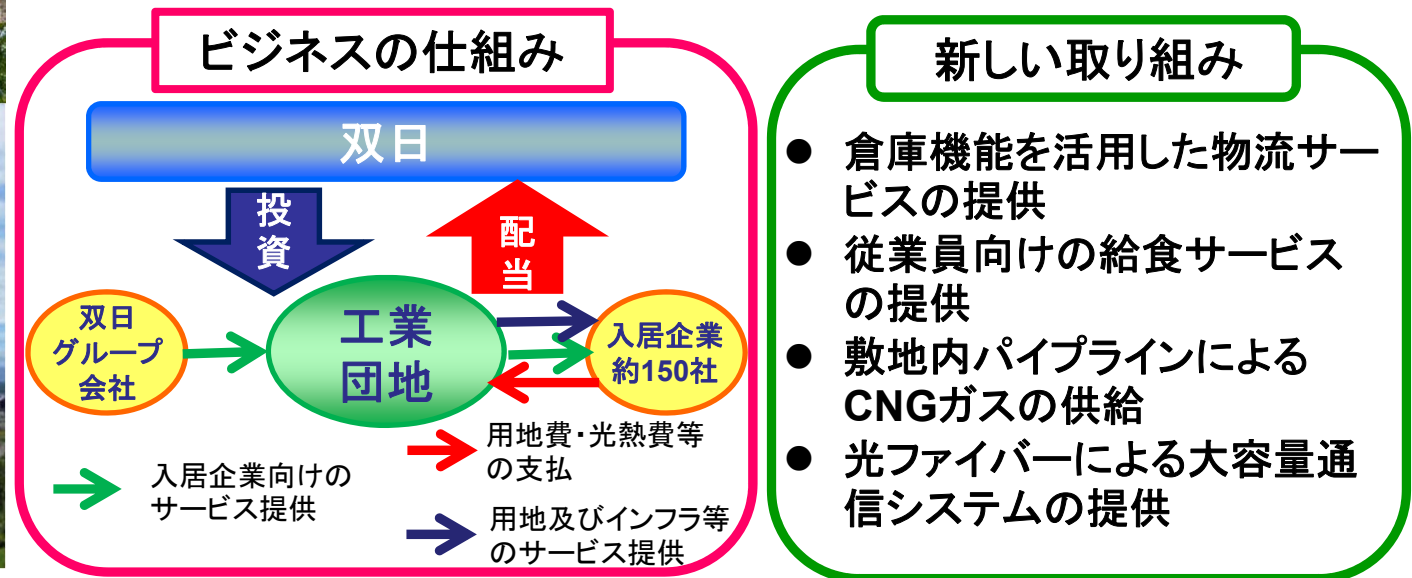 ビジネスの仕組み
双日
投
資
配
当
双日
グループ
会社
工業
団地
入居企業
約150社
用地費・光熱費等
の支払
入居企業向けの
サービス提供
用地及びインフラ等
のサービス提供
新しい取り組み
● 倉庫機能を活用した物流サー
ビスの提供
● 従業員向けの給食サービス
の提供
● 敷地内パイプラインによる
CNGガスの供給
● 光ファイバーによる大容量通
信システムの提供